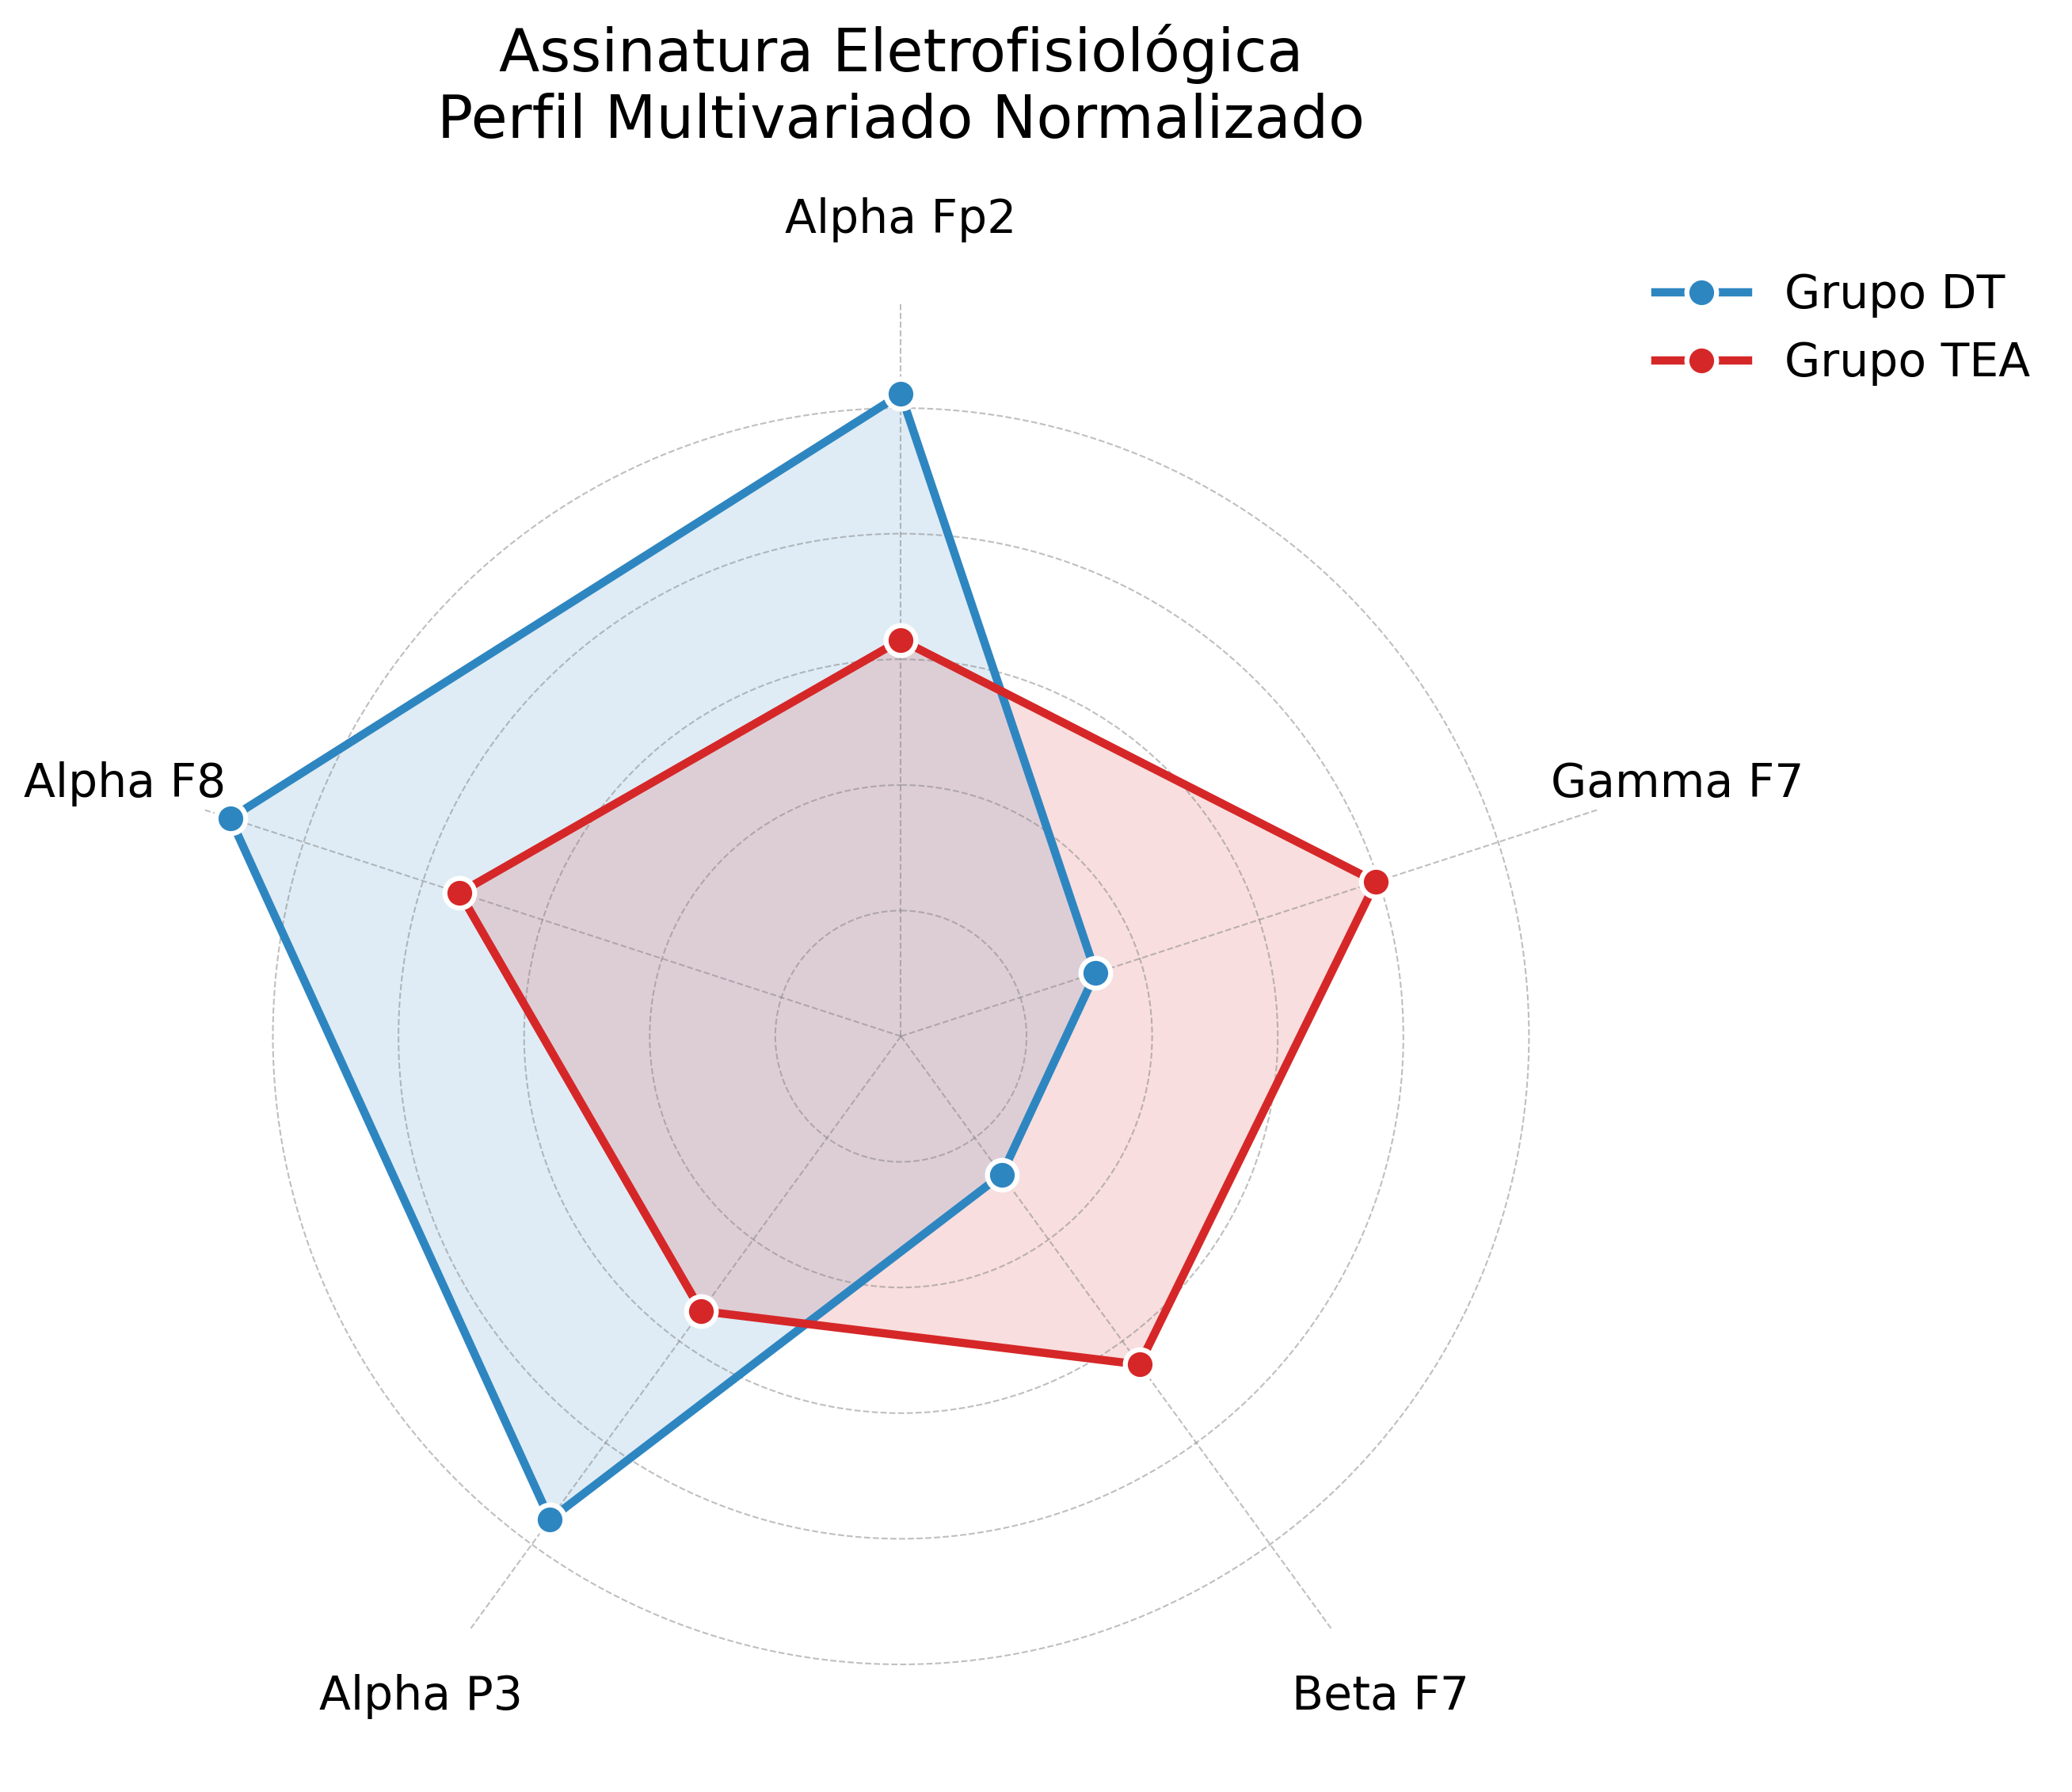 Assinatura Eletrofisiológica
Perfil Multivariado Normalizado
Alpha Fp2
Grupo DT
Grupo TEA
Alpha F8
Gamma F7
Alpha P3
Beta F7